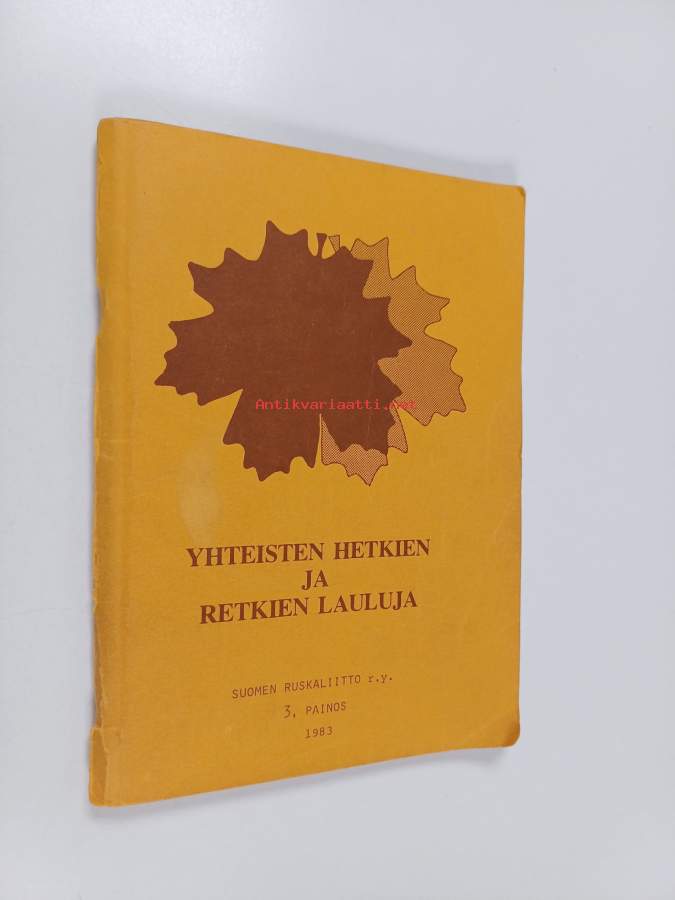 Antikvariaatti.net
YHTEISTEN HETKIEN
JA
RETKIEN LAULUJA
SUOMEN RUSKALIITTO r.y.
3, PAINOS
1983